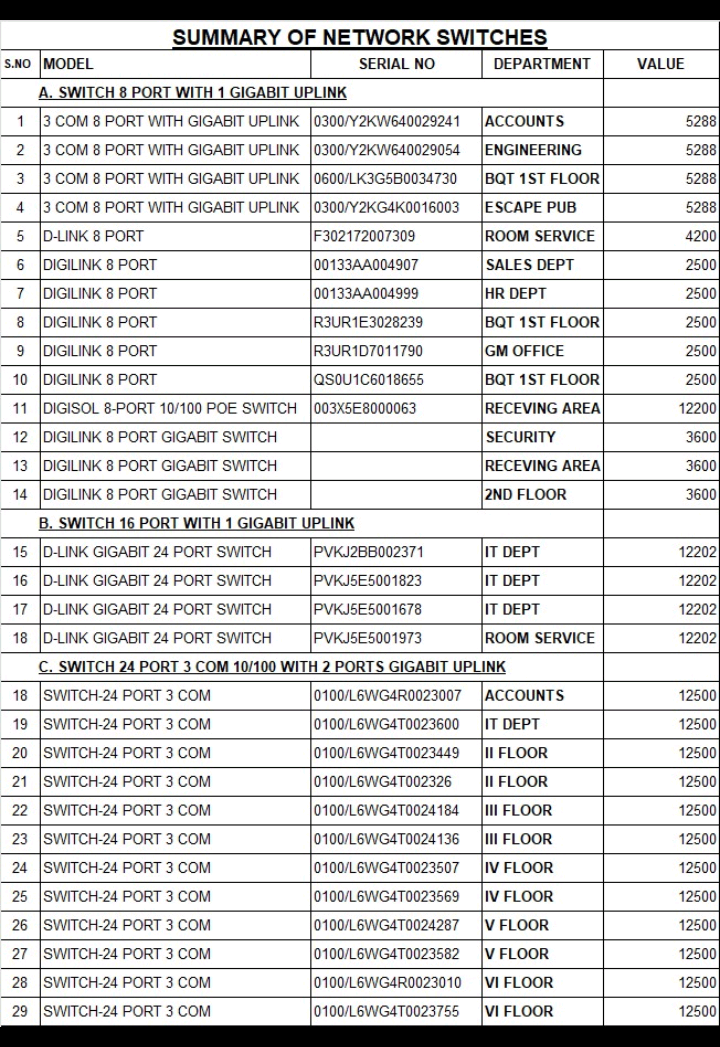 SUMMARY OF NETWORK SWITCHES
S.NO MODEL SERIAL NO DEPARTMENT VALUE
A. SWITCH 8 PORT WITH 1 GIGABIT UPLINK
1 3 COM 8 PORT WITH GIGABIT UPLINK 0300/Y2KW640029241 ACCOUNTS 5288
2 3 COM 8 PORT WITH GIGABIT UPLINK 0300/Y2KW640029054 ENGINEERING 5288
3 3 COM 8 PORT WITH GIGABIT UPLINK 0600/LK3G5B0034730 BQT 1ST FLOOR 5288
4 3 COM 8 PORT WITH GIGABIT UPLINK 0300/Y2KG4K0016003 ESCAPE PUB 5288
5 D-LINK 8 PORT F302172007309 ROOM SERVICE 4200
6 DIGILINK 8 PORT 00133AA004907 SALES DEPT 2500
7 DIGILINK 8 PORT 00133AA004999 HR DEPT 2500
8 DIGILINK 8 PORT R3UR1E3028239 BQT 1ST FLOOR 2500
9 DIGILINK 8 PORT R3UR1D7011790 GM OFFICE 2500
10 DIGILINK 8 PORT QS0U1C6018655 BQT 1ST FLOOR 2500
11 DIGISOL 8-PORT 10/100 POE SWITCH 003X5E8000063 RECEVING AREA 12200
12 DIGILINK 8 PORT GIGABIT SWITCH SECURITY 3600
13 DIGILINK 8 PORT GIGABIT SWITCH RECEVING AREA 3600
14 DIGILINK 8 PORT GIGABIT SWITCH 2ND FLOOR 3600
B. SWITCH 16 PORT WITH 1 GIGABIT UPLINK
15 D-LINK GIGABIT 24 PORT SWITCH PVKJ2BB002371 IT DEPT 12202
16 D-LINK GIGABIT 24 PORT SWITCH PVKJ5E5001823 IT DEPT 12202
17 D-LINK GIGABIT 24 PORT SWITCH PVKJ5E5001678 IT DEPT 12202
18 D-LINK GIGABIT 24 PORT SWITCH PVKJ5E5001973 ROOM SERVICE 12202
C. SWITCH 24 PORT 3 COM 10/100 WITH 2 PORTS GIGABIT UPLINK
18 SWITCH-24 PORT 3 COM 0100/L6WG4R0023007 ACCOUNTS 12500
19 SWITCH-24 PORT 3 COM 0100/L6WG4T0023600 IT DEPT 12500
20 SWITCH-24 PORT 3 COM 0100/L6WG4T0023449 II FLOOR 12500
21 SWITCH-24 PORT 3 COM 0100/L6WG4T002326 II FLOOR 12500
22 SWITCH-24 PORT 3 COM 0100/L6WG4T0024184 III FLOOR 12500
23 SWITCH-24 PORT 3 COM 0100/L6WG4T0024136 III FLOOR 12500
24 SWITCH-24 PORT 3 COM 0100/L6WG4T0023507 IV FLOOR 12500
25 SWITCH-24 PORT 3 COM 0100/L6WG4T0023569 IV FLOOR 12500
26 SWITCH-24 PORT 3 COM 0100/L6WG4T0024287 V FLOOR 12500
27 SWITCH-24 PORT 3 COM 0100/L6WG4T0023582 V FLOOR 12500
28 SWITCH-24 PORT 3 COM 0100/L6WG4R0023010 VI FLOOR 12500
29 SWITCH-24 PORT 3 COM 0100/L6WG4T0023755 VI FLOOR 12500